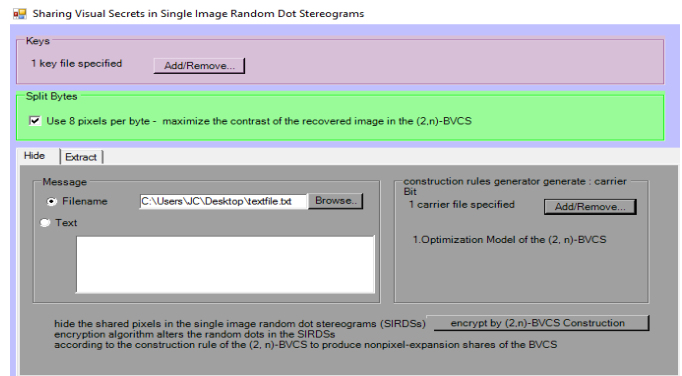 Sharing Visual Secrets in Single Image Random Dot Stereograms
Keys
1 key file specified
Add/Remove...
Split Bytes
Use 8 pixels per byte - maximize the contrast of the recovered image in the (2,n)-BVCS
Hide
Extract
Message
Filename
C:\Users\JC\Desktop\textfile.txt
Browse..
Text
construction rules generator generate : carrier
Bit
1 carrier file specified
Add/Remove...
1.Optimization Model of the (2, n)-BVCS
hide the shared pixels in the single image random dot stereograms (SIRDSs)
encrypt by (2,n)-BVCS Construction
encryption algorithm alters the random dots in the SIRDSs
according to the construction rule of the (2, n)-BVCS to produce nonpixel-expansion shares of the BVCS